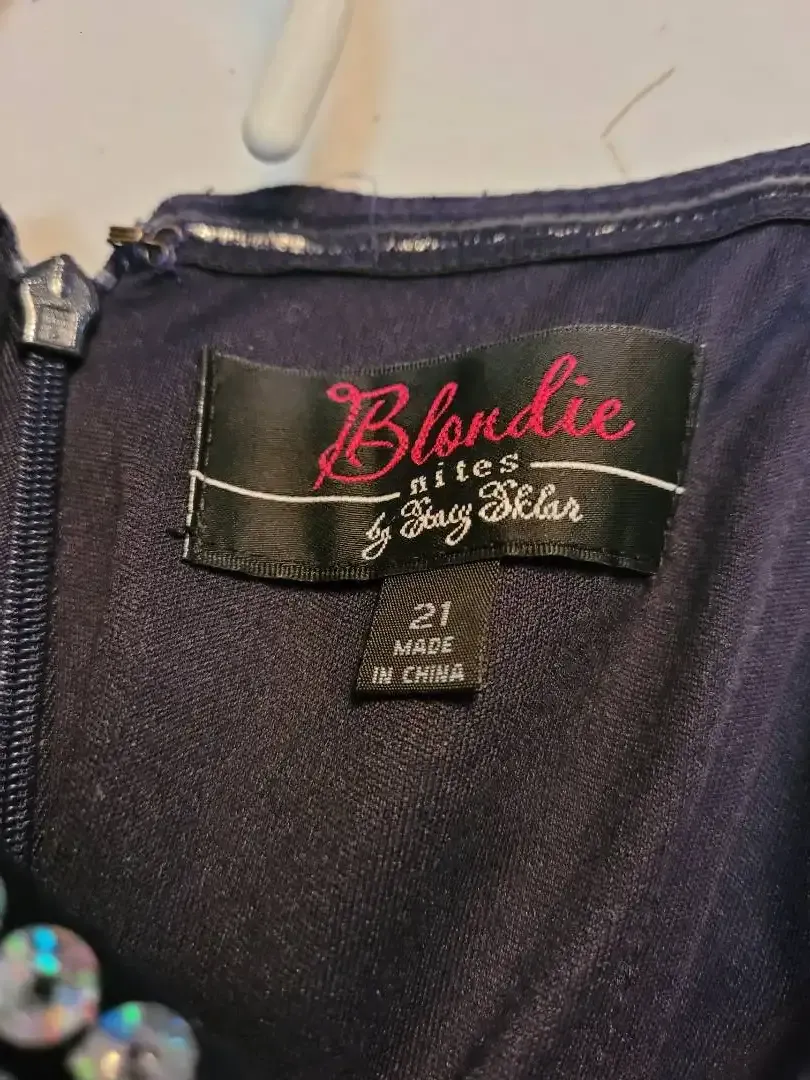 Blondie
nites
by Stacy Sklar
21
MADE
IN CHINA